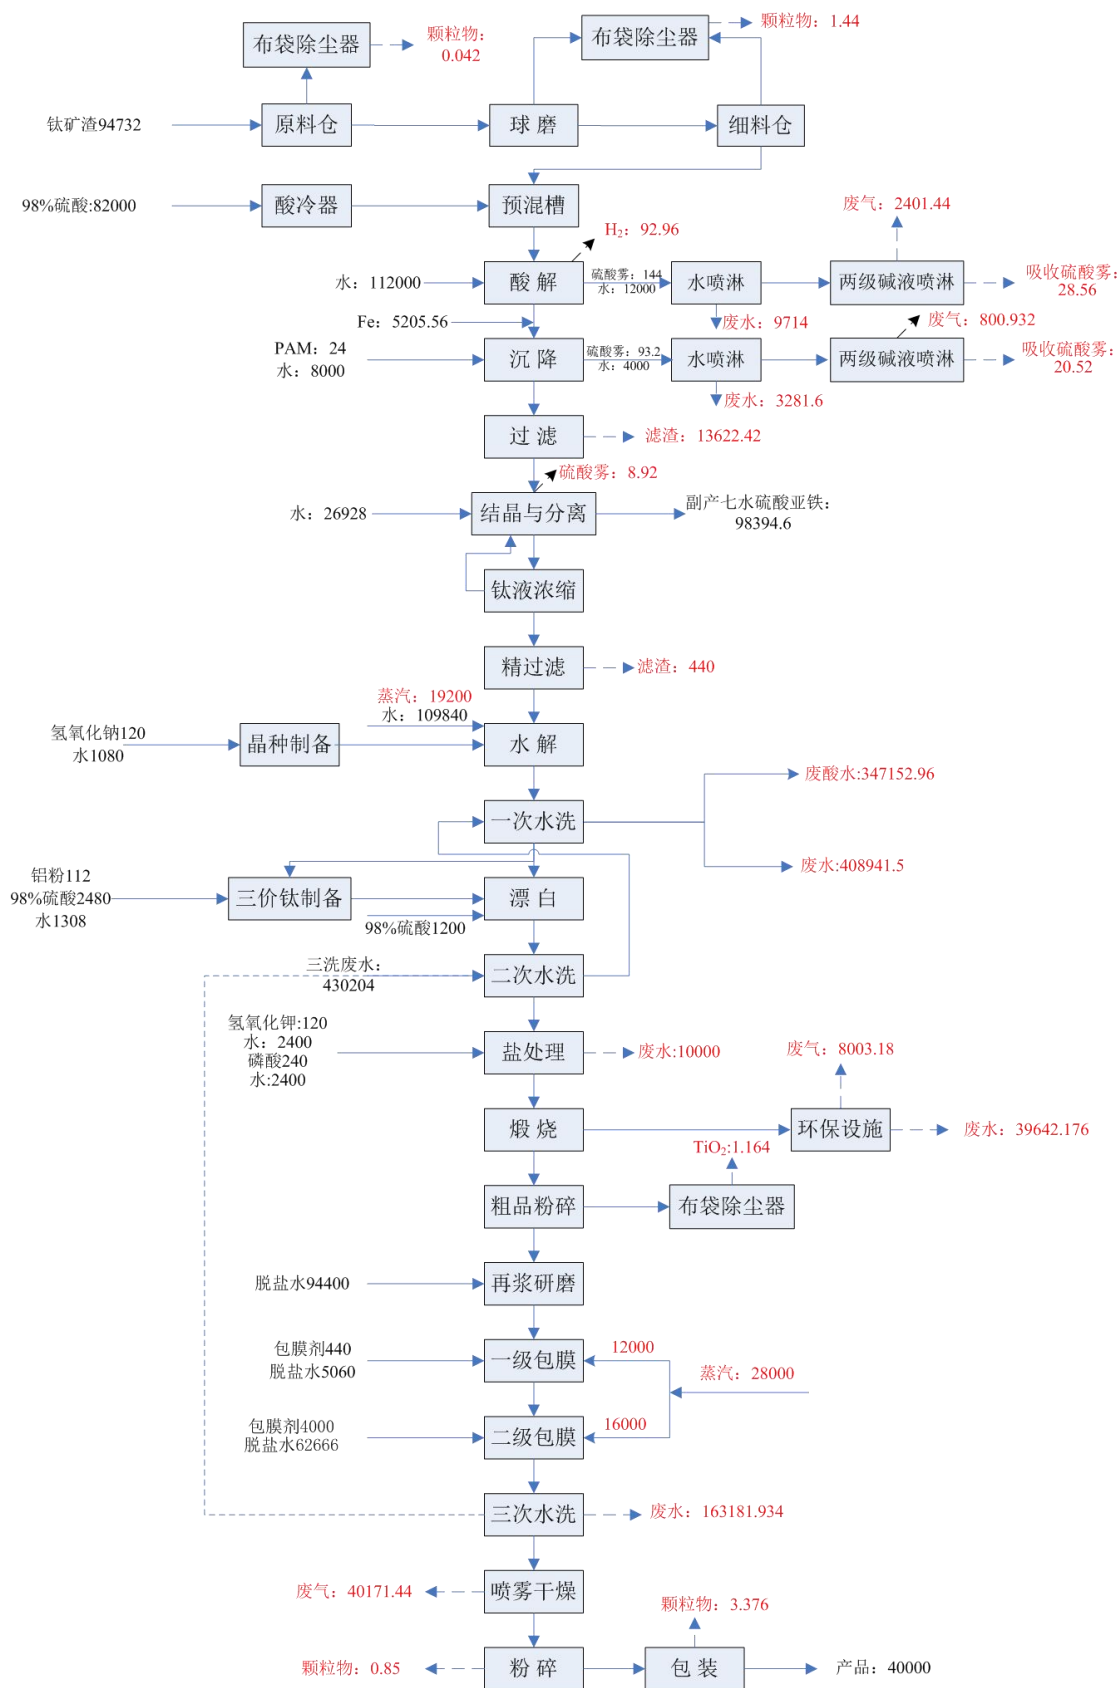 布袋除尘器
颗粒物：
0.042
布袋除尘器
颗粒物：1.44
钛矿渣94732
原料仓
球 磨
细料仓
98%硫酸:82000
酸冷器
预混槽
废气：2401.44
H₂：92.96
水：112000
酸 解
硫酸雾：144
水：12000
水喷淋
两级碱液喷淋
吸收硫酸雾：
28.56
Fe：5205.56
废水：9714
废气：800.932
PAM：24
水：8000
沉 降
硫酸雾：93.2
水：4000
水喷淋
两级碱液喷淋
吸收硫酸雾：
20.52
废水：3281.6
过 滤
滤渣：13622.42
硫酸雾：8.92
水：26928
结晶与分离
副产七水硫酸亚铁：
98394.6
钛液浓缩
精过滤
滤渣：440
蒸汽：19200
水：109840
氢氧化钠120
水1080
晶种制备
水 解
废酸水:347152.96
一次水洗
废水:408941.5
铝粉112
98%硫酸2480
水1308
三价钛制备
漂 白
98%硫酸1200
三洗废水：
430204
二次水洗
氢氧化钾:120
水：2400
磷酸240
水:2400
盐处理
废水:10000
废气：8003.18
煅 烧
环保设施
废水：39642.176
TiO₂:1.164
粗品粉碎
布袋除尘器
脱盐水94400
再浆研磨
包膜剂440
脱盐水5060
一级包膜
12000
蒸汽：28000
包膜剂4000
脱盐水62666
二级包膜
16000
三次水洗
废水：163181.934
废气：40171.44
喷雾干燥
颗粒物：3.376
颗粒物：0.85
粉 碎
包 装
产品：40000